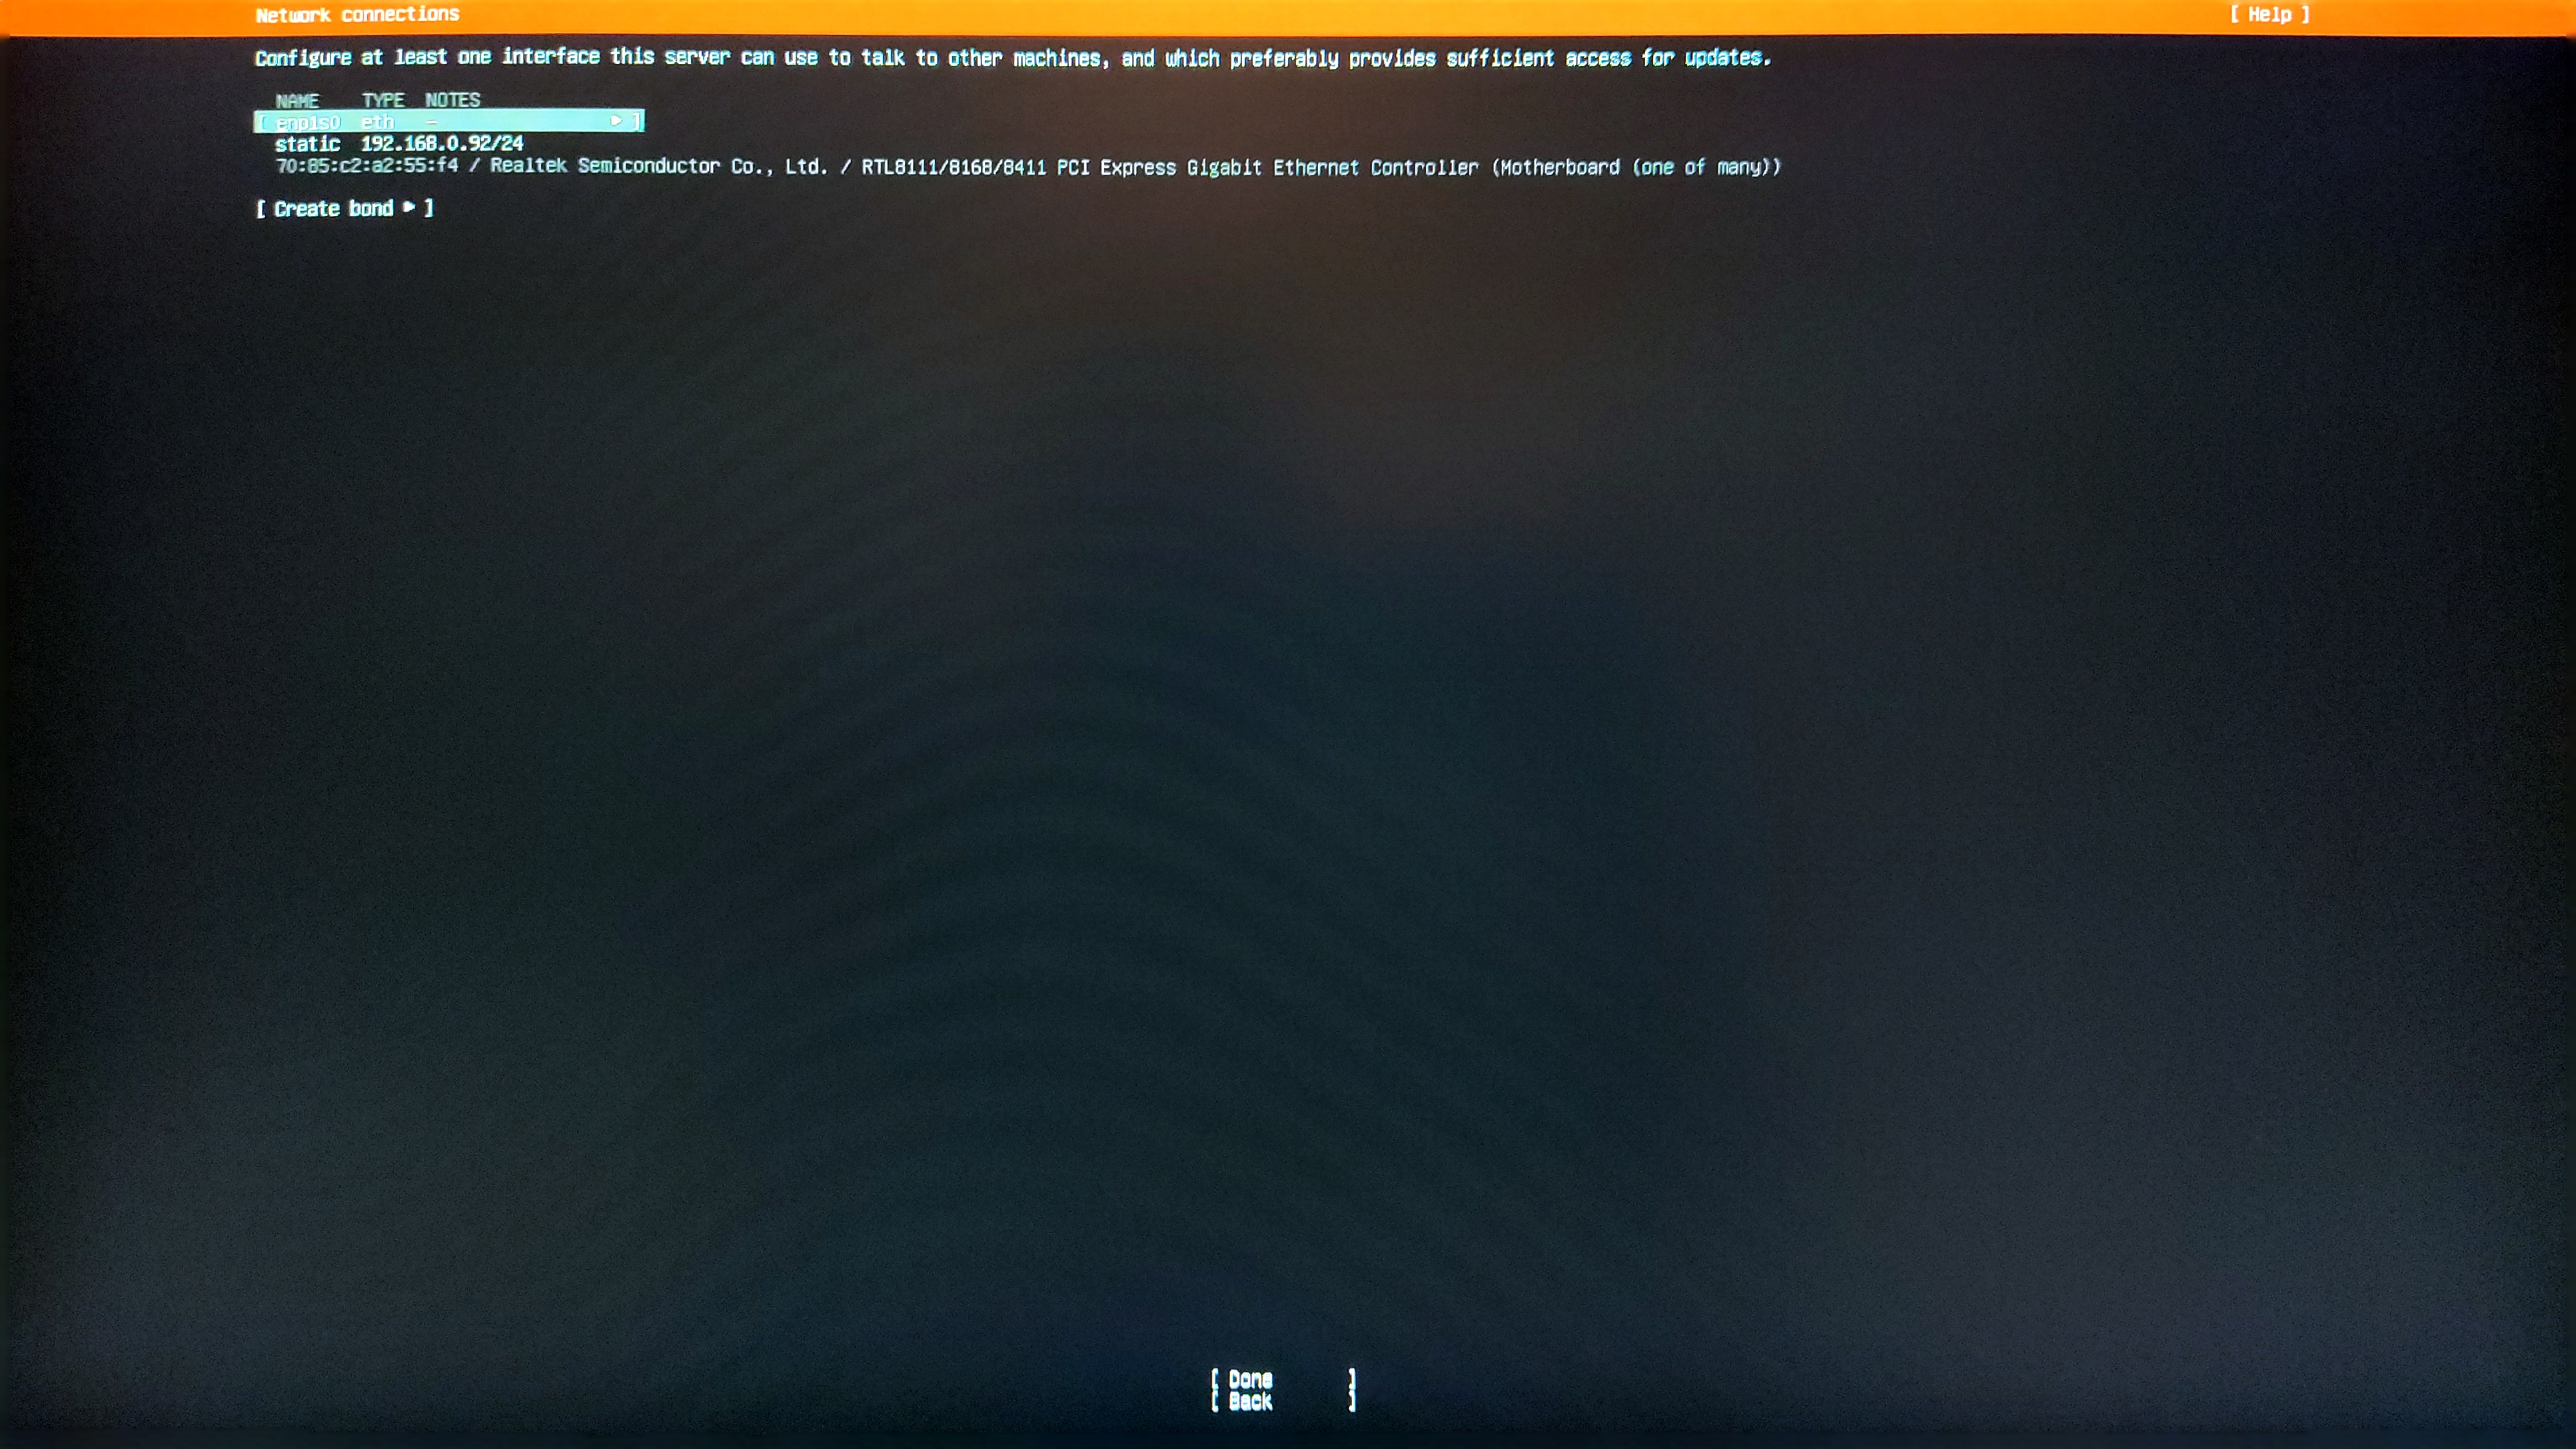 Network connections [ Help ]
Configure at least one interface this server can use to talk to other machines, and which preferably provides sufficient access for updates.
NAME TYPE NOTES
[ enp1s0 eth - ▸ ]
static 192.168.0.92/24
70:85:c2:a2:55:f4 / Realtek Semiconductor Co., Ltd. / RTL8111/8168/8411 PCI Express Gigabit Ethernet Controller (Motherboard (one of many))
[ Create bond ▸ ]
[ Done ]
[ Back ]